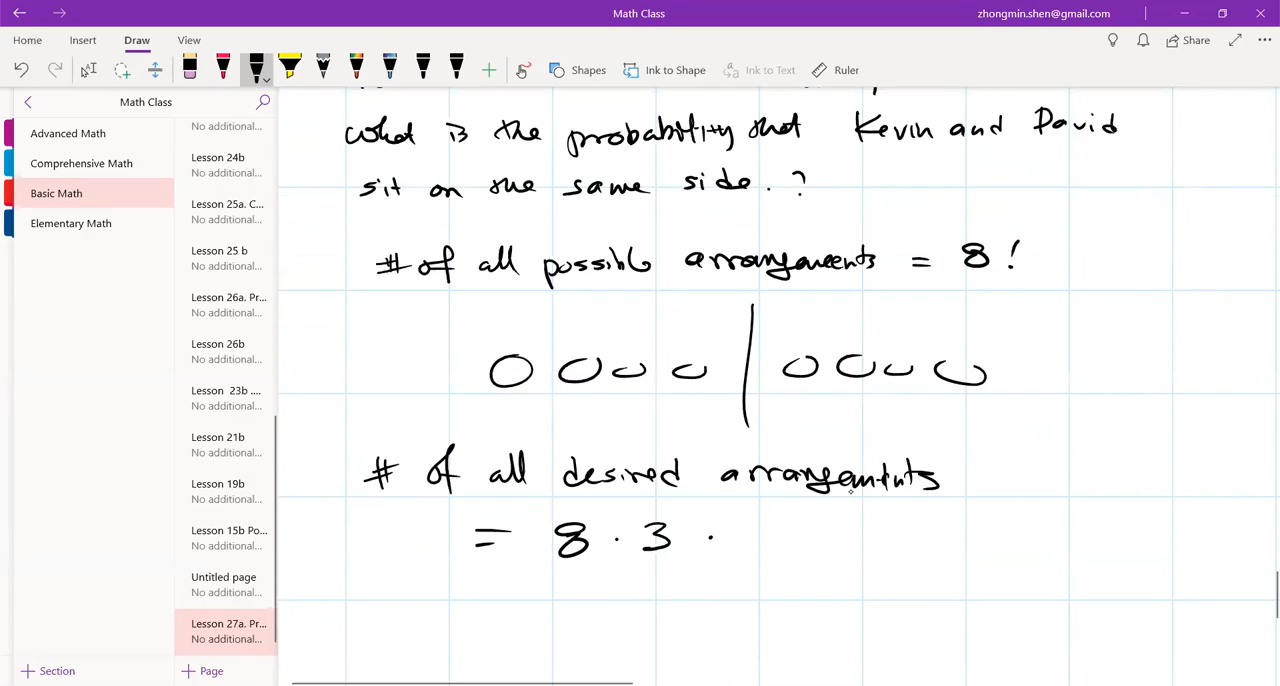 Math Class
zhongmin.shen@gmail.com
Home
Insert
Draw
View
Share
Shapes
Ink to Shape
Ink to Text
Ruler
Math Class
Advanced Math
Comprehensive Math
Basic Math
Elementary Math
No additional...
Lesson 24b
No additional...
Lesson 25a. C...
No additional...
Lesson 25 b
No additional...
Lesson 26a. Pr...
No additional...
Lesson 26b
No additional...
Lesson 23b ....
No additional...
Lesson 21b
No additional...
Lesson 19b
No additional...
Lesson 15b Po...
No additional...
Untitled page
No additional...
Lesson 27a. Pr...
No additional...
Section
Page
What is the probability that Kevin and David
sit on the same side. ?
# of all possible arrangements = 8 !
# of all desired arrangements
= 8 . 3 .